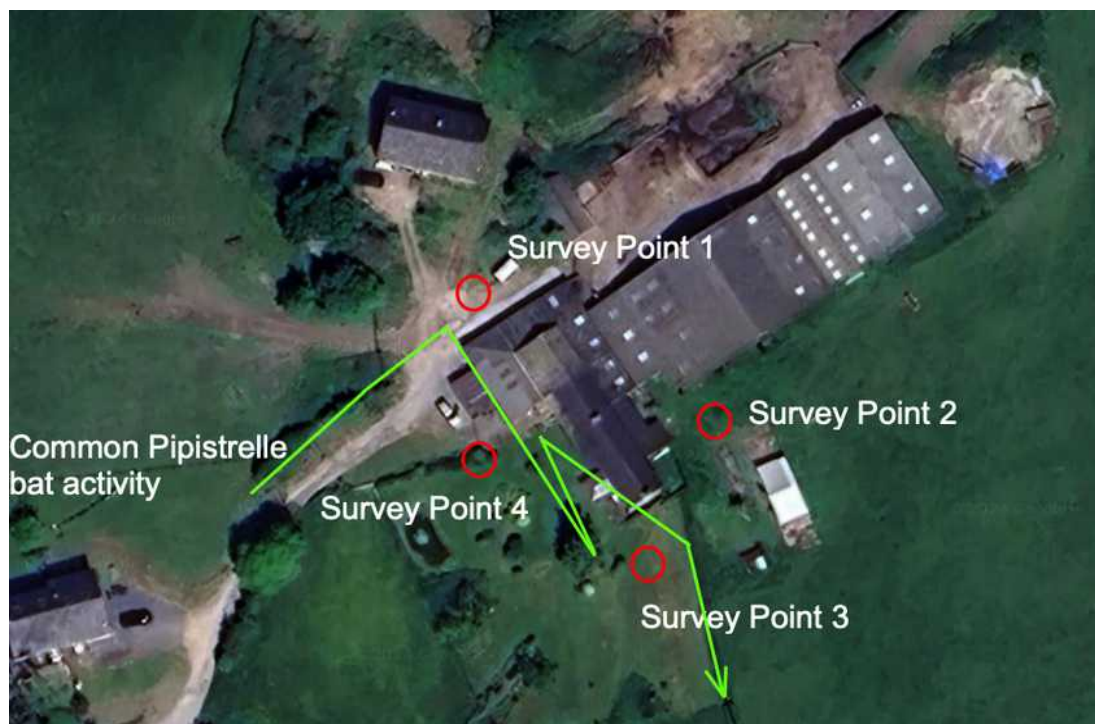 Survey Point 1
Survey Point 2
Common Pipistrelle
bat activity
Survey Point 4
Survey Point 3